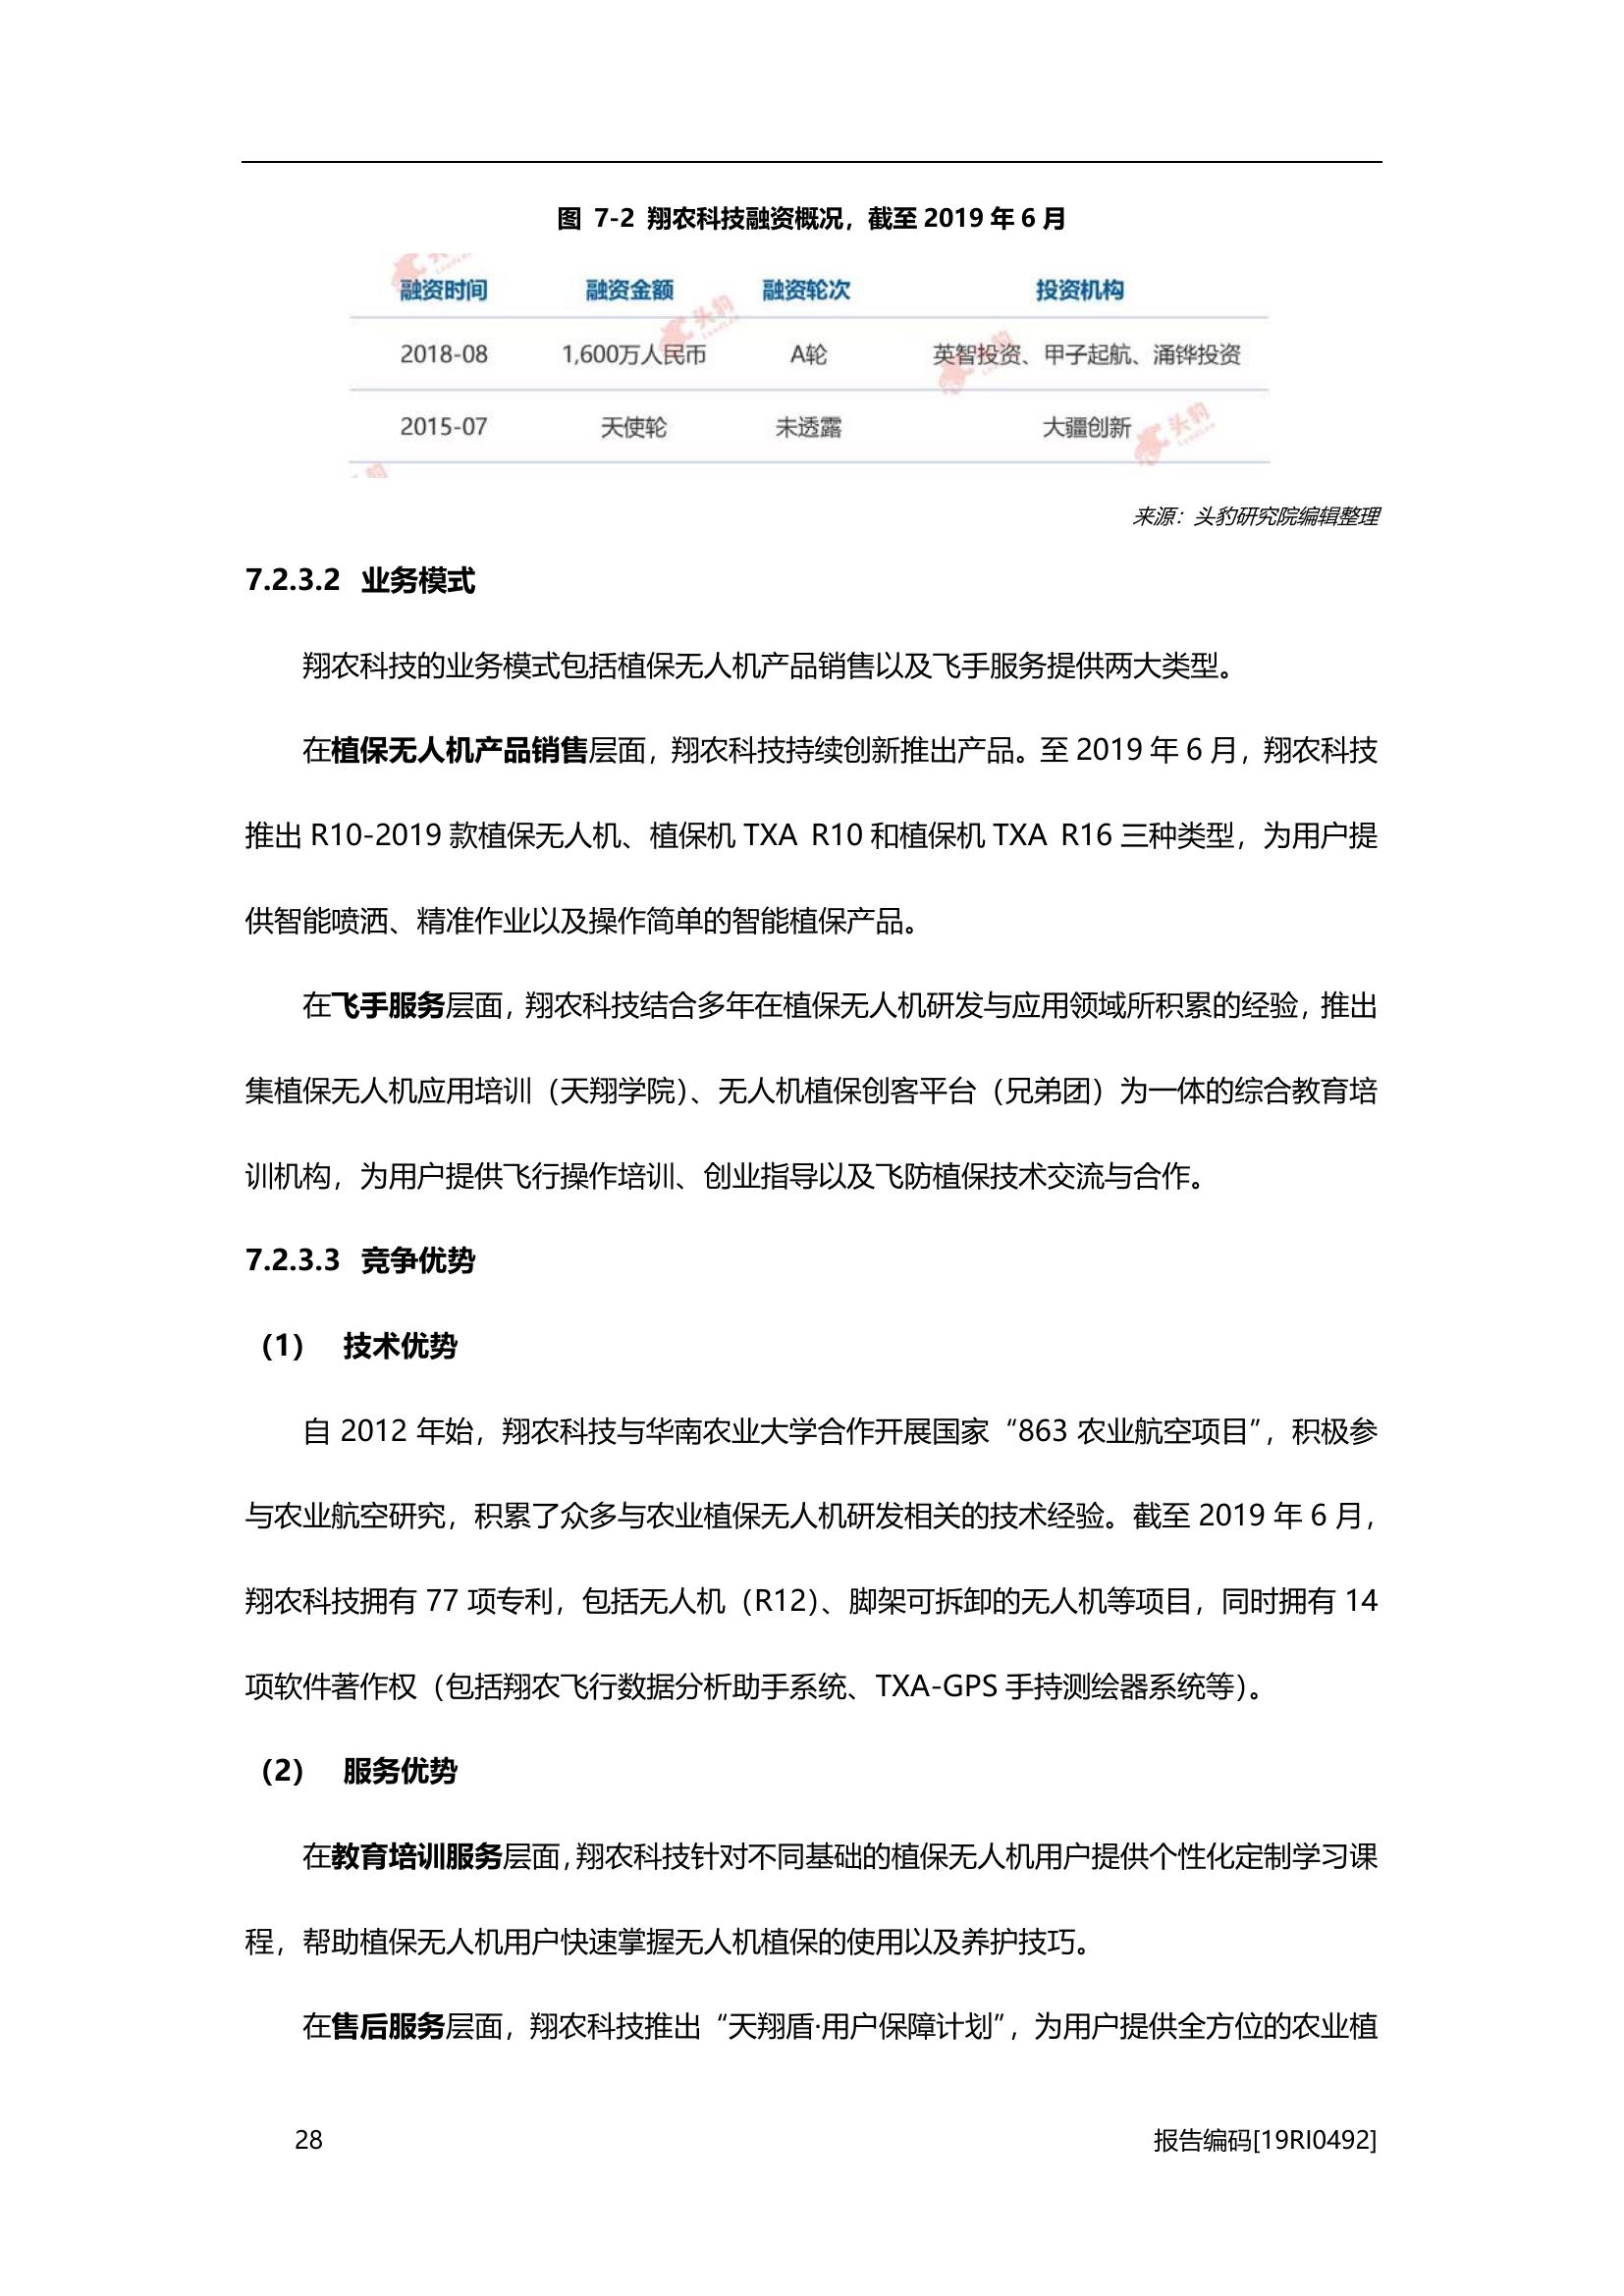 图 7-2 翔农科技融资概况，截至 2019 年 6 月
融资时间 融资金额 融资轮次 投资机构
2018-08 1,600万人民币 A轮 英智投资、甲子起航、涌铧投资
2015-07 天使轮 未透露 大疆创新
来源：头豹研究院编辑整理
7.2.3.2 业务模式
翔农科技的业务模式包括植保无人机产品销售以及飞手服务提供两大类型。
在植保无人机产品销售层面，翔农科技持续创新推出产品。至 2019 年 6 月，翔农科技
推出 R10-2019 款植保无人机、植保机 TXA R10 和植保机 TXA R16 三种类型，为用户提
供智能喷洒、精准作业以及操作简单的智能植保产品。
在飞手服务层面，翔农科技结合多年在植保无人机研发与应用领域所积累的经验，推出
集植保无人机应用培训（天翔学院）、无人机植保创客平台（兄弟团）为一体的综合教育培
训机构，为用户提供飞行操作培训、创业指导以及飞防植保技术交流与合作。
7.2.3.3 竞争优势
（1） 技术优势
自 2012 年始，翔农科技与华南农业大学合作开展国家“863 农业航空项目”，积极参
与农业航空研究，积累了众多与农业植保无人机研发相关的技术经验。截至 2019 年 6 月，
翔农科技拥有 77 项专利，包括无人机（R12）、脚架可拆卸的无人机等项目，同时拥有 14
项软件著作权（包括翔农飞行数据分析助手系统、TXA-GPS 手持测绘器系统等）。
（2） 服务优势
在教育培训服务层面，翔农科技针对不同基础的植保无人机用户提供个性化定制学习课
程，帮助植保无人机用户快速掌握无人机植保的使用以及养护技巧。
在售后服务层面，翔农科技推出“天翔盾·用户保障计划”，为用户提供全方位的农业植
28 报告编码[19RI0492]